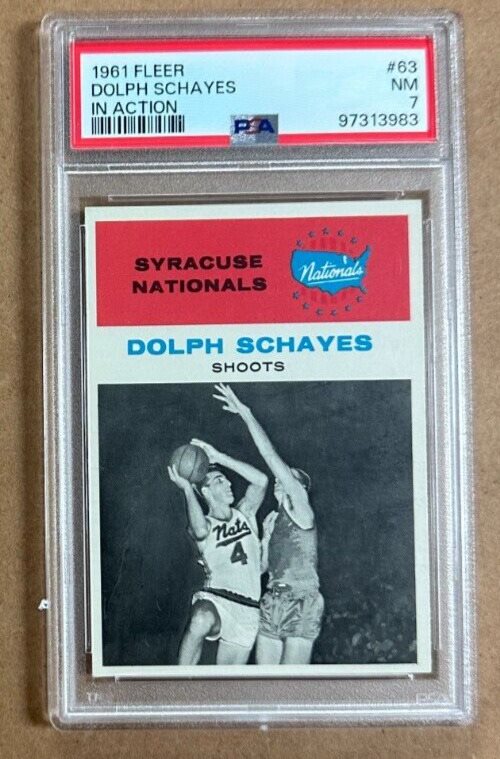 1961 FLEER #63
DOLPH SCHAYES NM
IN ACTION 7
PSA 97313983
SYRACUSE
NATIONALS
Nationals
DOLPH SCHAYES
SHOOTS
Nats
4